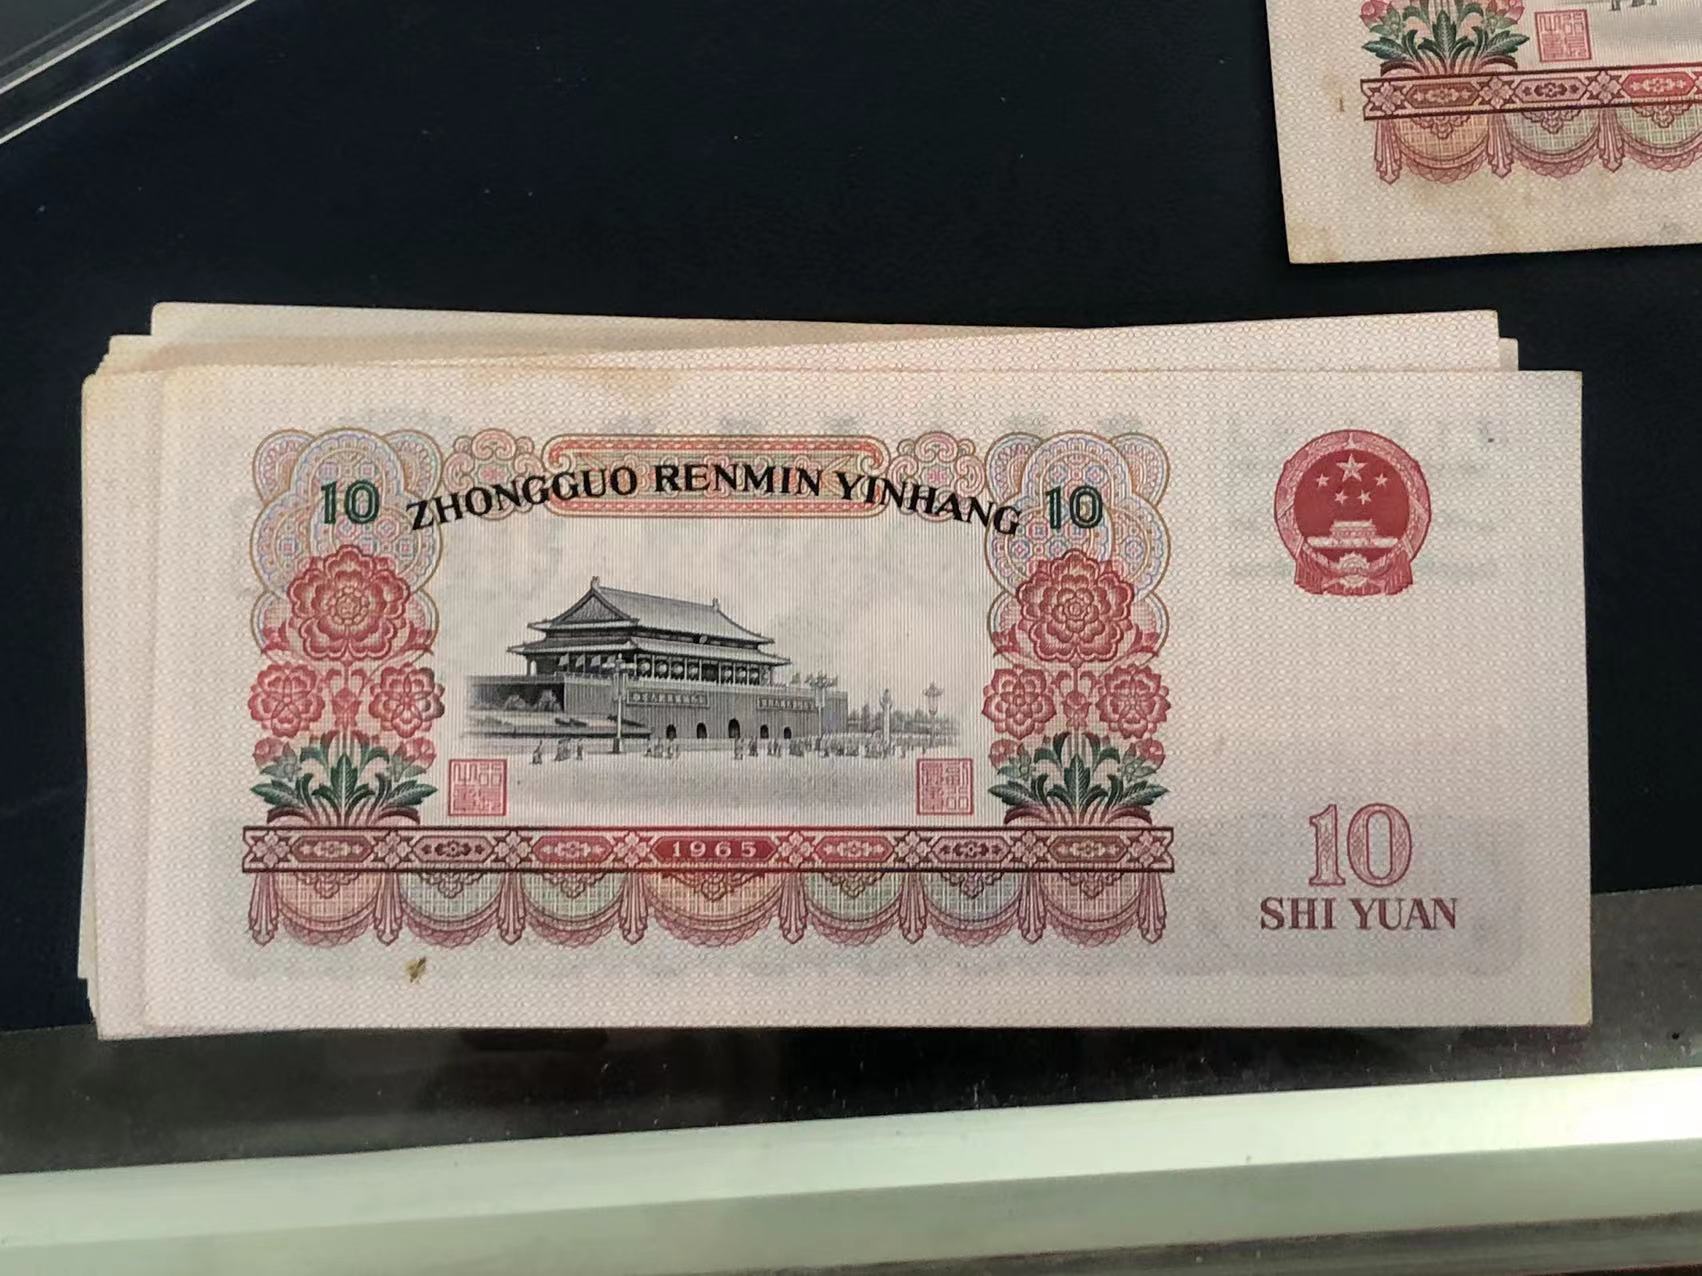 10 ZHONGGUO RENMIN YINHANG 10
1965
10
SHI YUAN